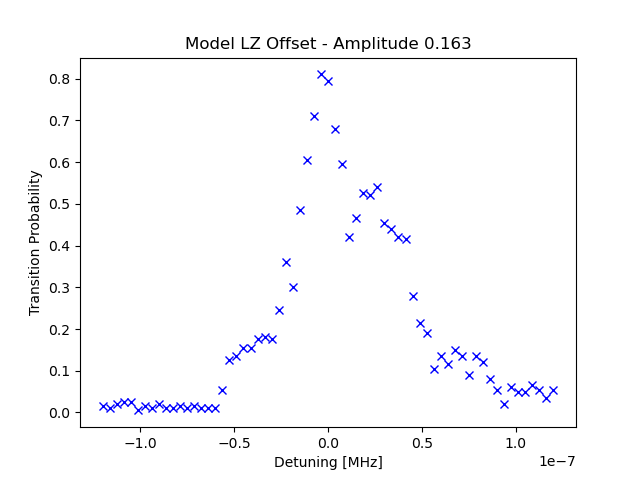 Model LZ Offset - Amplitude 0.163
Transition Probability
0.8
0.7
0.6
0.5
0.4
0.3
0.2
0.1
0.0
−1.0 −0.5 0.0 0.5 1.0
1e−7
Detuning [MHz]